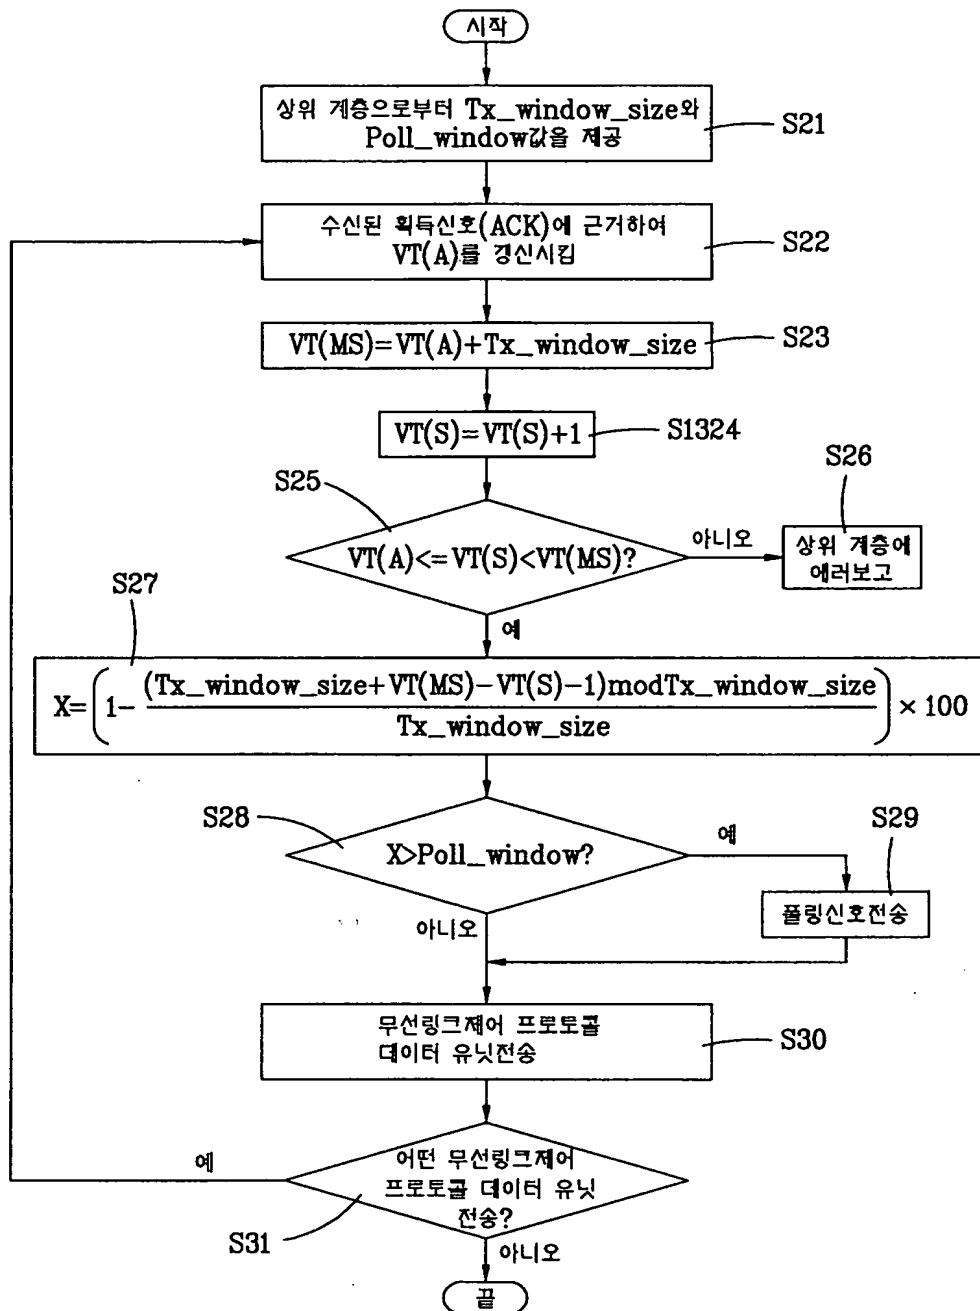 시작
상위 계층으로부터 Tx_window_size와
Poll_window값을 제공
S21
수신된 획득신호(ACK)에 근거하여
VT(A)를 갱신시킴
S22
VT(MS)=VT(A)+Tx_window_size
S23
VT(S)=VT(S)+1
S1324
S25
VT(A)<=VT(S)<VT(MS)?
아니오
S26
상위 계층에
에러보고
예
S27
X=(1-(Tx_window_size+VT(MS)-VT(S)-1)modTx_window_size/Tx_window_size)×100
S28
X>Poll_window?
예
S29
폴링신호전송
아니오
무선링크제어 프로토콜
데이터 유닛전송
S30
예
어떤 무선링크제어
프로토콜 데이터 유닛
전송?
S31
아니오
끝